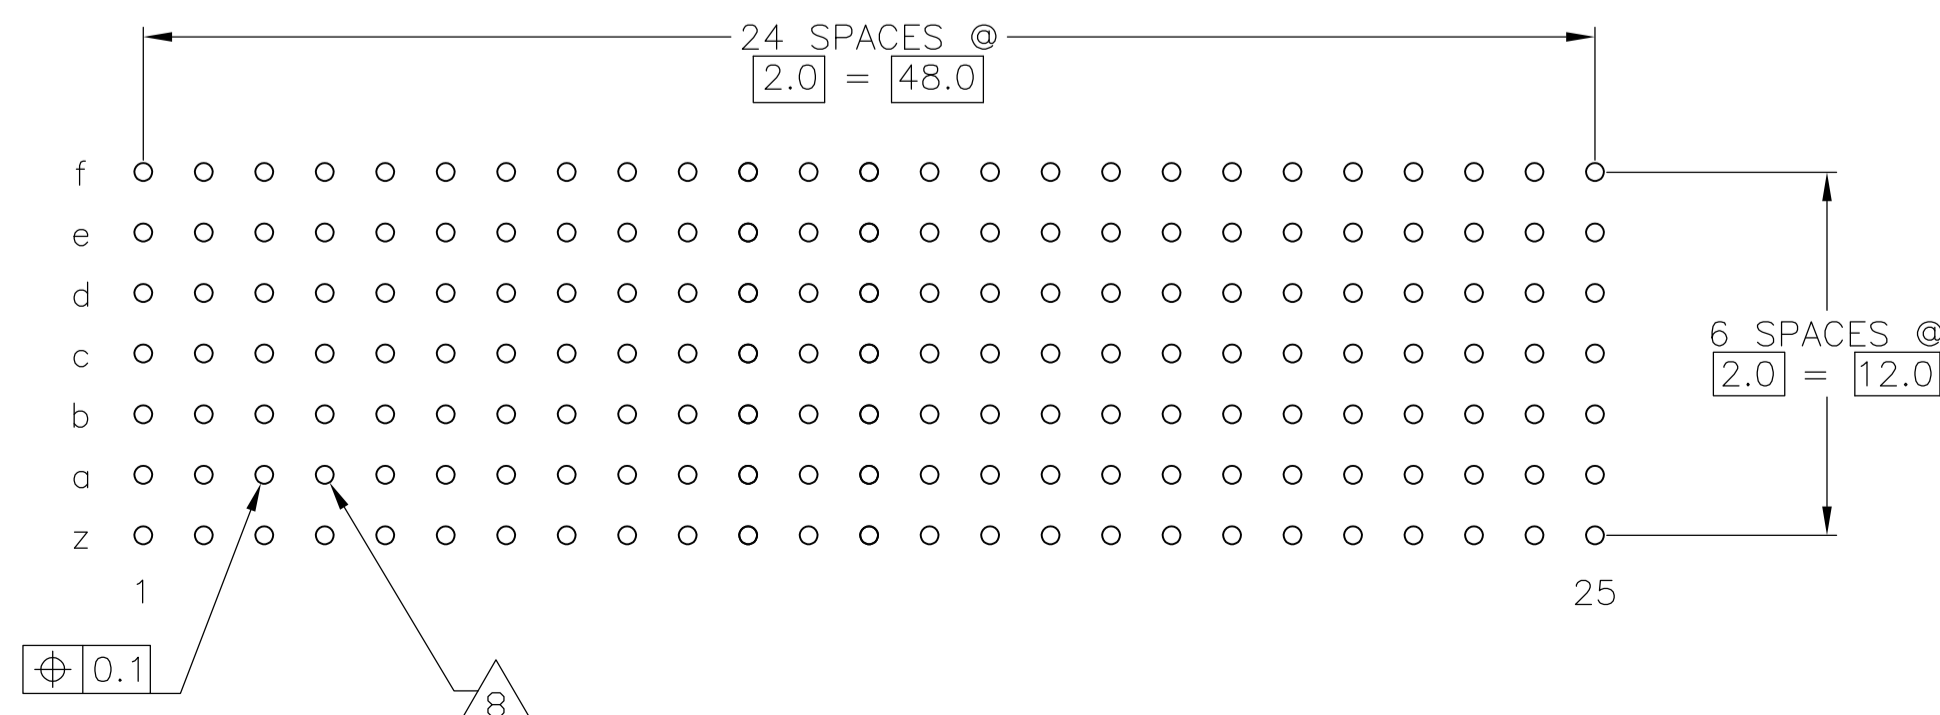 24 SPACES @
2.0 = 48.0
f
e
d
c
6 SPACES @
2.0 = 12.0
b
a
z
1
25
⌖ 0.1
8